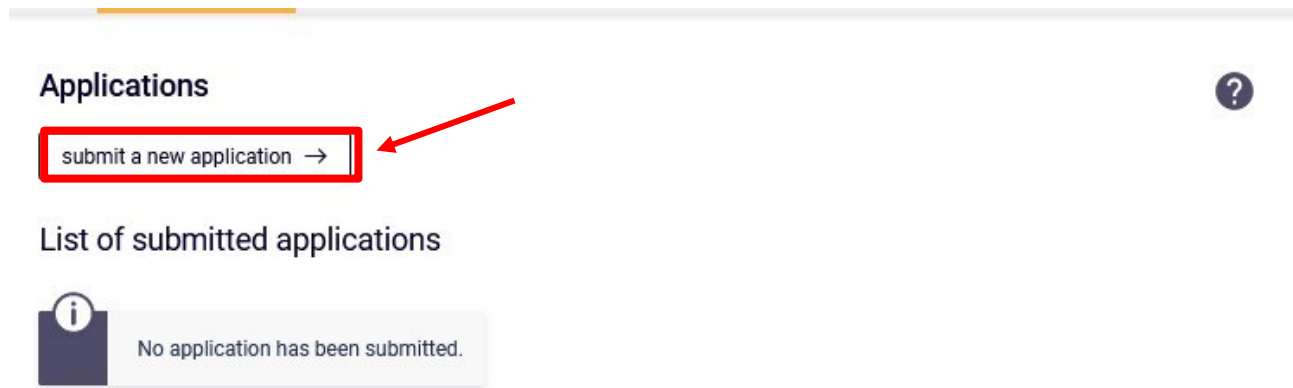 Applications
?
submit a new application →
List of submitted applications
i
No application has been submitted.